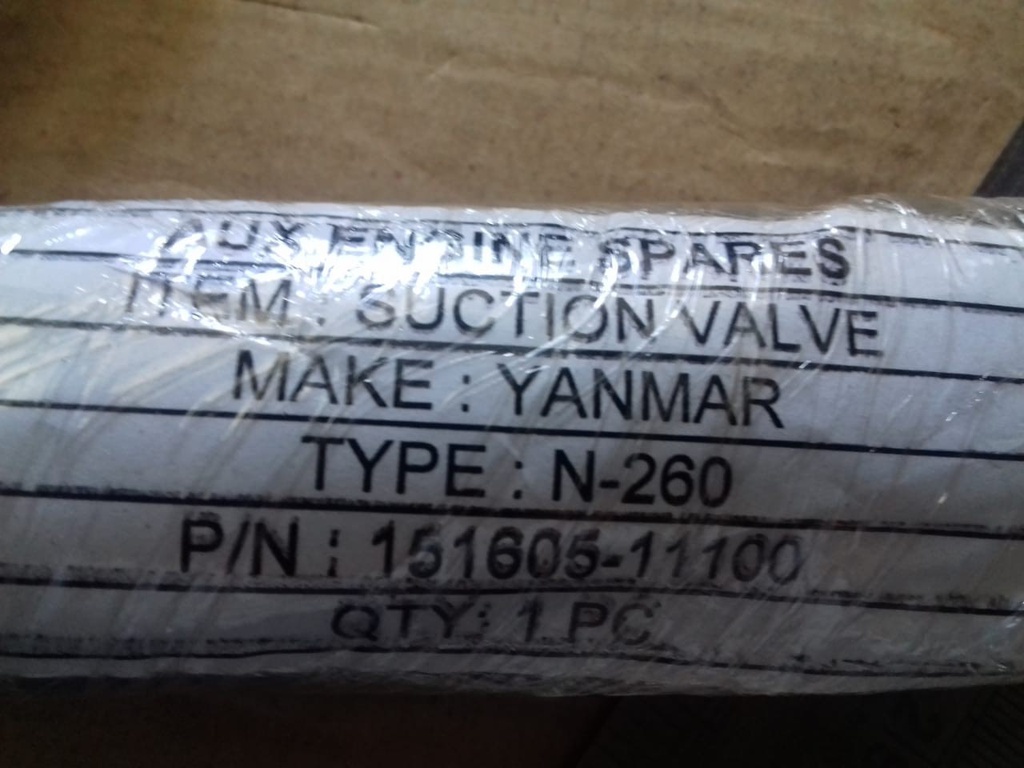 AUX ENGINE SPARES
ITEM : SUCTION VALVE
MAKE : YANMAR
TYPE : N-260
P/N : 151605-11100
QTY: 1 PC